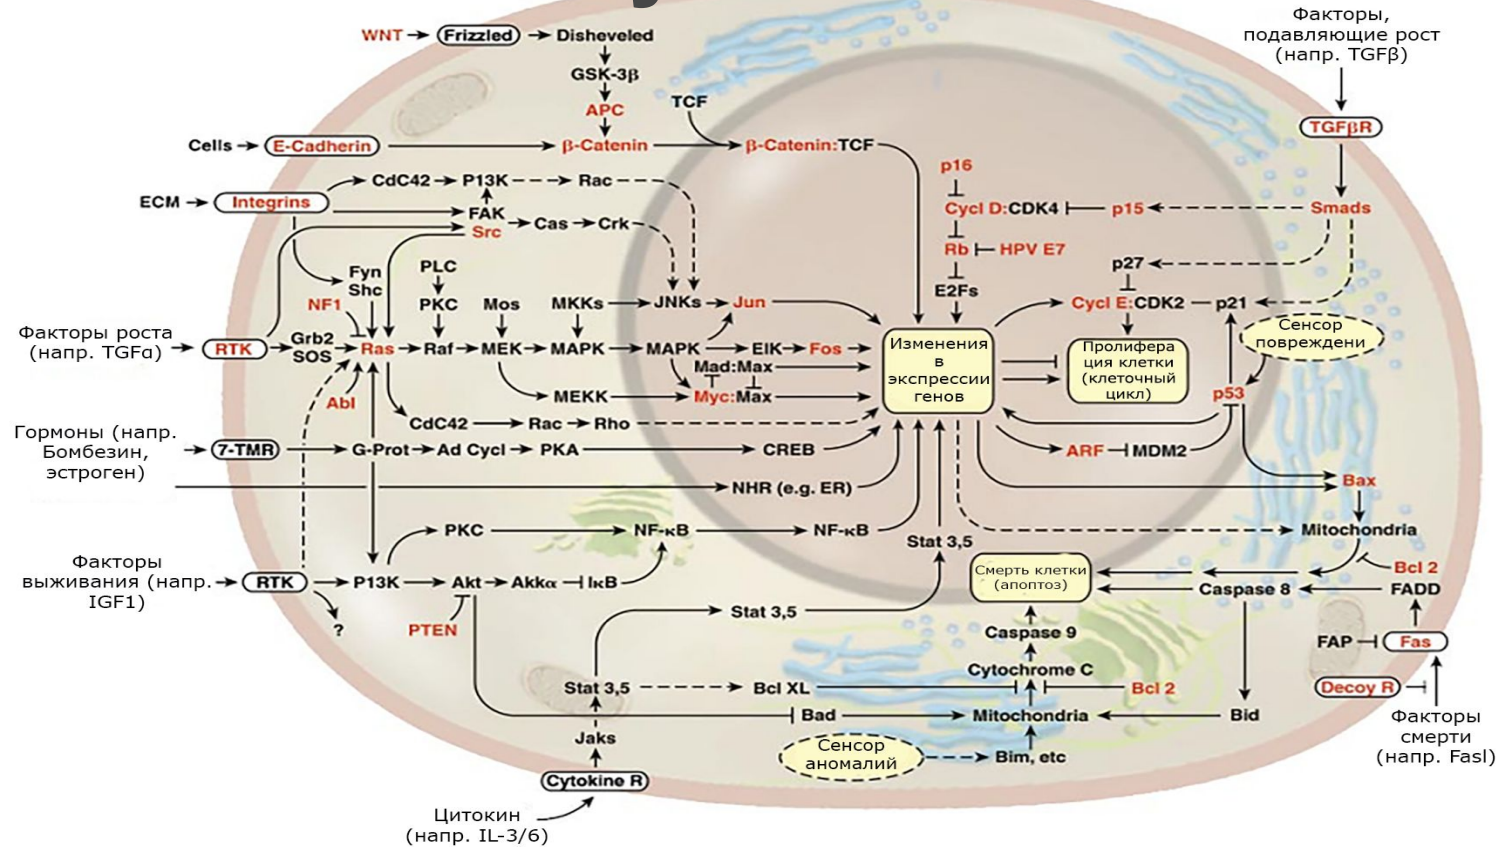 Факторы,
подавляющие рост
(напр. TGFβ)
WNT Frizzled Disheveled
GSK-3β
APC
TCF
TGFβR
Cells E-Cadherin β-Catenin β-Catenin:TCF
p16
CdC42 P13K Rac
ECM Integrins
FAK
Src Cas Crk
Cycl D:CDK4 p15 Smads
Rb HPV E7
p27
Fyn
Shc
PLC
NF1 PKC Mos MKKs JNKs Jun
E2Fs
Cycl E:CDK2 p21
Факторы роста
(напр. TGFα)
RTK Grb2
SOS Ras Raf MEK MAPK MAPK ElK Fos
Изменения
в
экспрессии
генов
Пролифера
ция клетки
(клеточный
цикл)
Сенсор
повреждени
Mad:Max
Abl MEKK Myc:Max
p53
CdC42 Rac Rho
Гормоны (напр.
Бомбезин,
эстроген)
7-TMR G-Prot Ad Cycl PKA CREB
ARF MDM2
NHR (e.g. ER)
Bax
PKC NF-κB NF-κB
Stat 3,5
Mitochondria
Факторы
выживания (напр.
IGF1)
RTK P13K Akt Akkα IκB
Смерть клетки
(апоптоз)
Bcl 2
Caspase 8 FADD
?
PTEN
Stat 3,5
Caspase 9
FAP Fas
Cytochrome C
Stat 3,5 Bcl XL Bcl 2
Decoy R
Bad Mitochondria Bid
Факторы
смерти
(напр. Fasl)
Jaks
Сенсор
аномалий
Bim, etc
Cytokine R
Цитокин
(напр. IL-3/6)